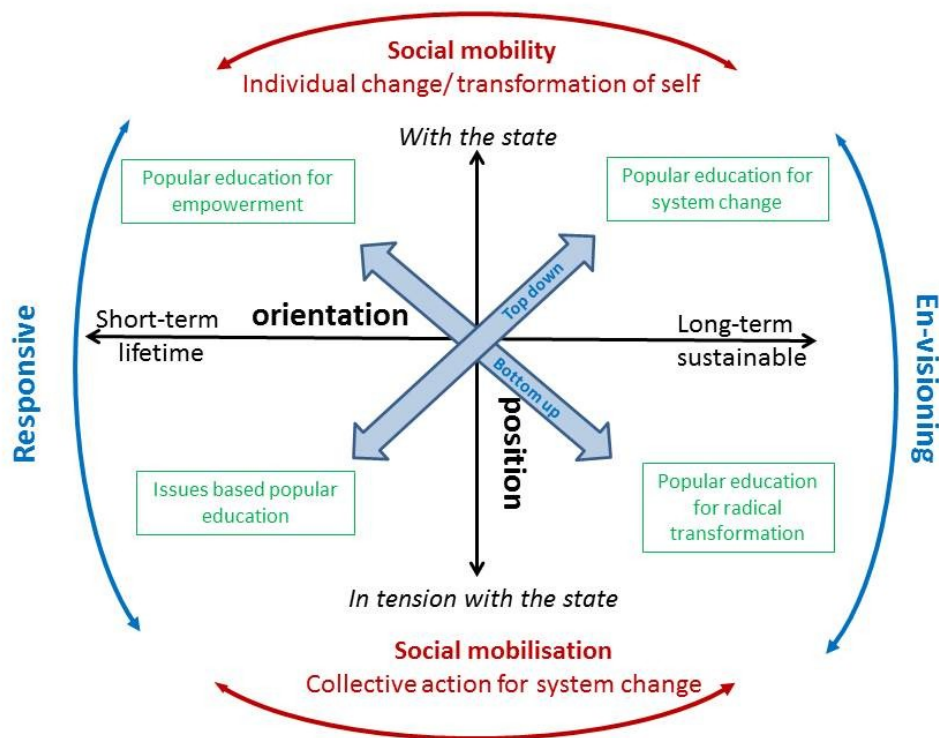 Social mobility
Individual change/ transformation of self
With the state
Popular education for
empowerment
Popular education for
system change
Top down
Responsive
Short-term
lifetime
orientation
Long-term
sustainable
En-visioning
Bottom up
position
Issues based popular
education
Popular education
for radical
transformation
In tension with the state
Social mobilisation
Collective action for system change